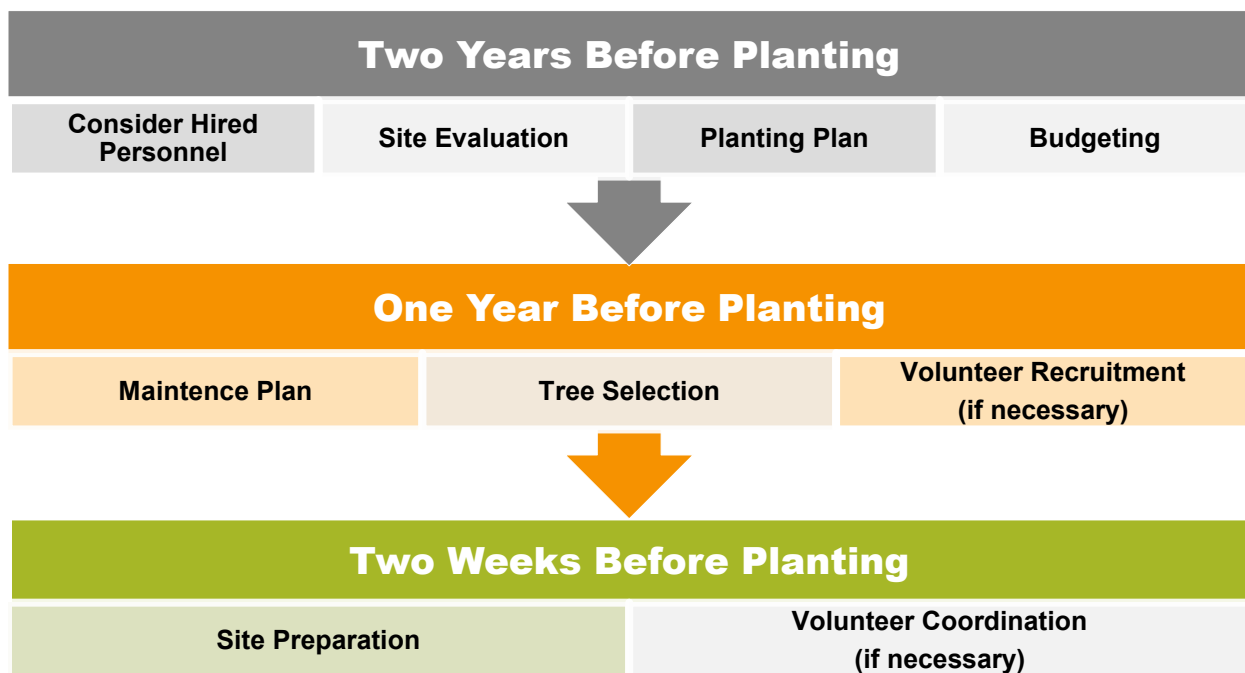 Two Years Before Planting
Consider Hired
Personnel
Site Evaluation
Planting Plan
Budgeting
One Year Before Planting
Maintence Plan
Tree Selection
Volunteer Recruitment
(if necessary)
Two Weeks Before Planting
Site Preparation
Volunteer Coordination
(if necessary)